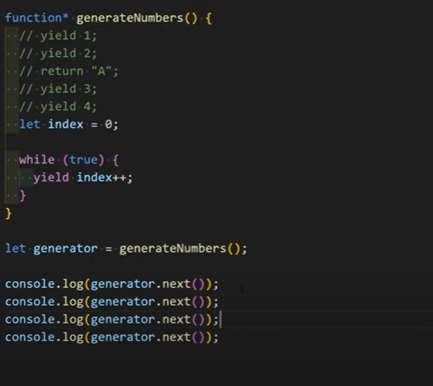 function* generateNumbers() {
  // yield 1;
  // yield 2;
  // return "A";
  // yield 3;
  // yield 4;
  let index = 0;

  while (true) {
    yield index++;
  }
}

let generator = generateNumbers();

console.log(generator.next());
console.log(generator.next());
console.log(generator.next());
console.log(generator.next());